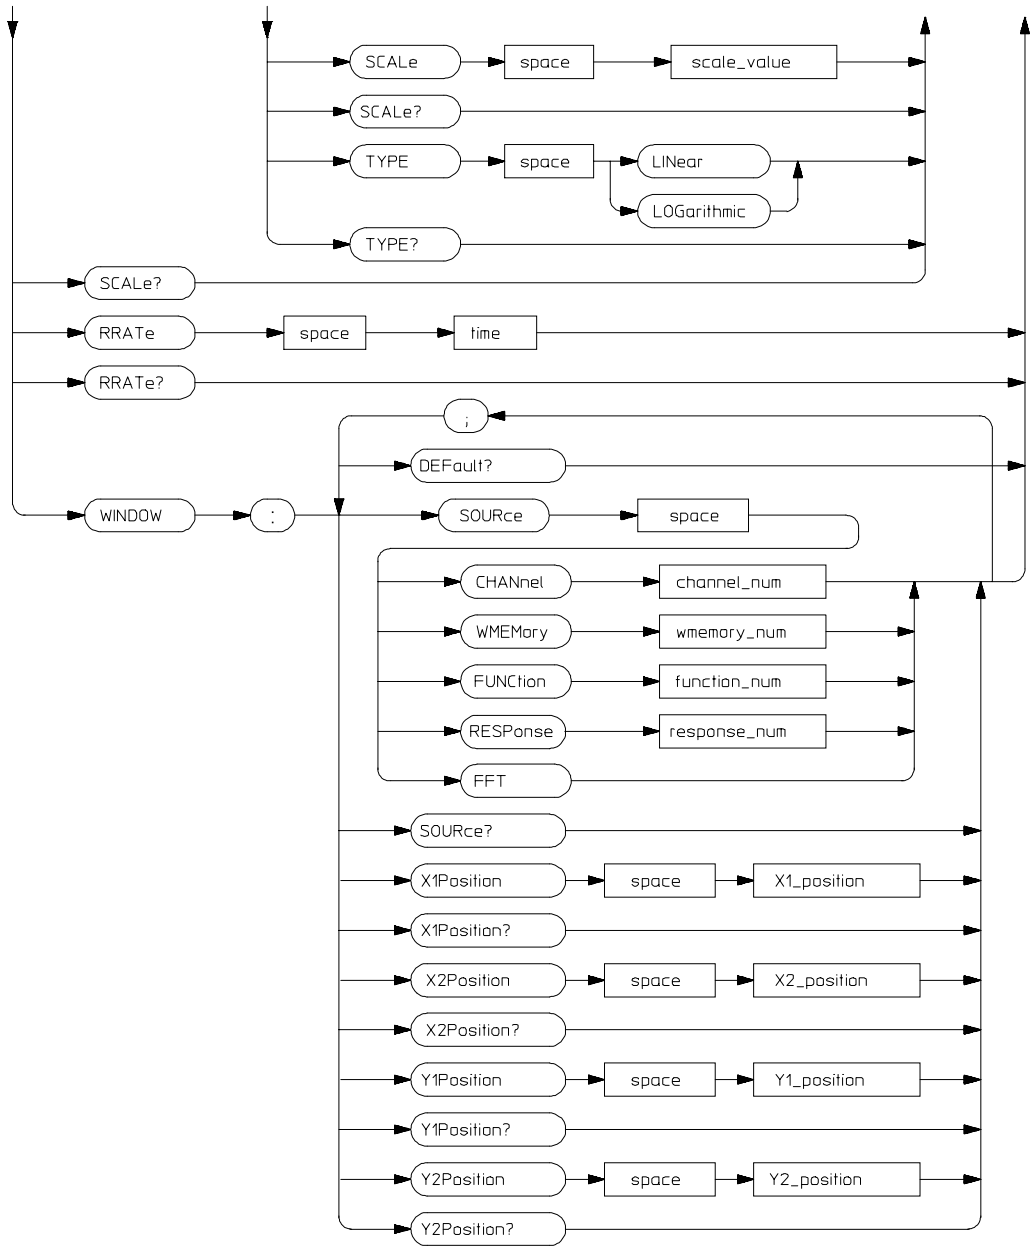 SCALe space scale_value
SCALe?
TYPE space LINear
LOGarithmic
TYPE?
SCALe?
RRATe space time
RRATe?
;
DEFault?
WINDOW : SOURce space
CHANnel channel_num
WMEMory wmemory_num
FUNCtion function_num
RESPonse response_num
FFT
SOURce?
X1Position space X1_position
X1Position?
X2Position space X2_position
X2Position?
Y1Position space Y1_position
Y1Position?
Y2Position space Y2_position
Y2Position?